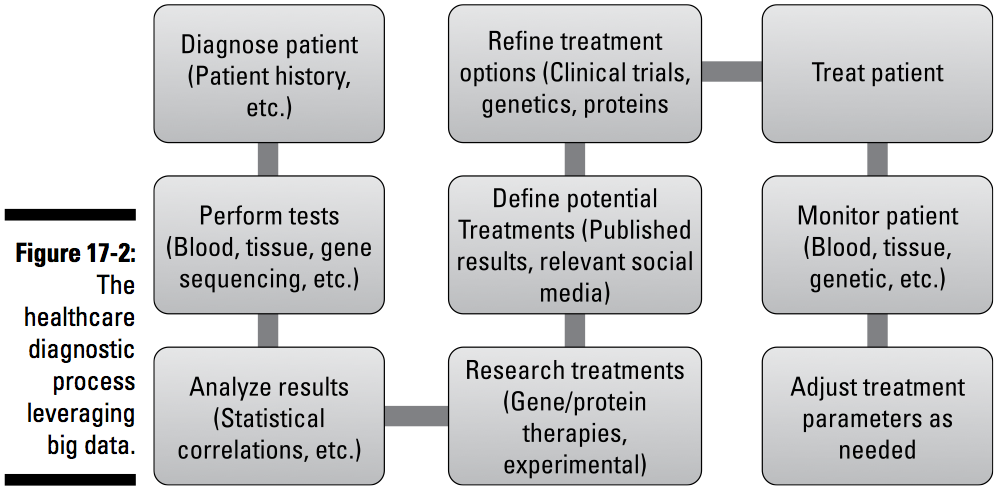 Diagnose patient
(Patient history,
etc.)
Perform tests
(Blood, tissue, gene
sequencing, etc.)
Analyze results
(Statistical
correlations, etc.)
Research treatments
(Gene/protein
therapies,
experimental)
Define potential
Treatments (Published
results, relevant social
media)
Refine treatment
options (Clinical trials,
genetics, proteins
Treat patient
Monitor patient
(Blood, tissue,
genetic, etc.)
Adjust treatment
parameters as
needed
Figure 17-2:
The
healthcare
diagnostic
process
leveraging
big data.